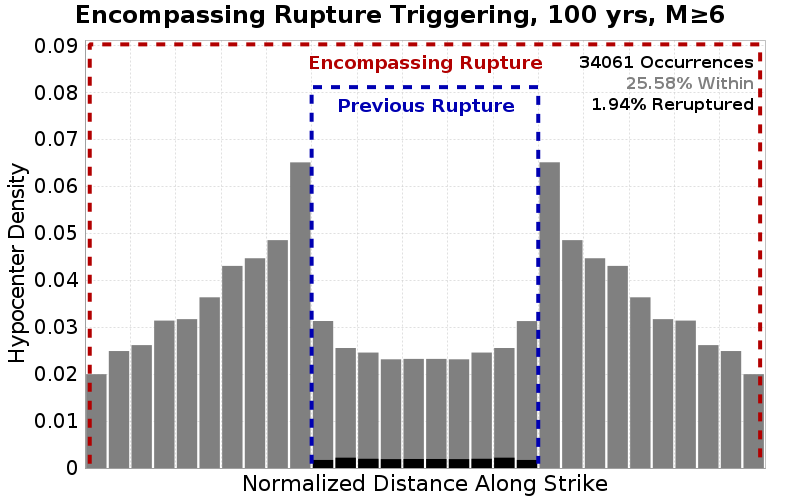 Encompassing Rupture Triggering, 100 yrs, M≥6
0.09
0.08
0.07
0.06
0.05
0.04
0.03
0.02
0.01
0
Hypocenter Density
Encompassing Rupture
Previous Rupture
34061 Occurrences
25.58% Within
1.94% Reruptured
Normalized Distance Along Strike